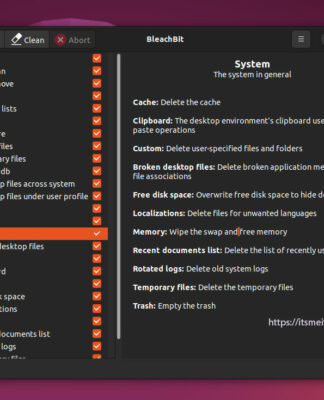 Clean
Abort
BleachBit
an
ove
lists
re
files
ary files
db
p files across system
p files under user profile
desktop files
rd
k space
tions
ocuments list
logs
System
The system in general
Cache: Delete the cache
Clipboard: The desktop environment's clipboard use
paste operations
Custom: Delete user-specified files and folders
Broken desktop files: Delete broken application me
file associations
Free disk space: Overwrite free disk space to hide d
Localizations: Delete files for unwanted languages
Memory: Wipe the swap and free memory
Recent documents list: Delete the list of recently us
Rotated logs: Delete old system logs
Temporary files: Delete the temporary files
Trash: Empty the trash
https://itsmei